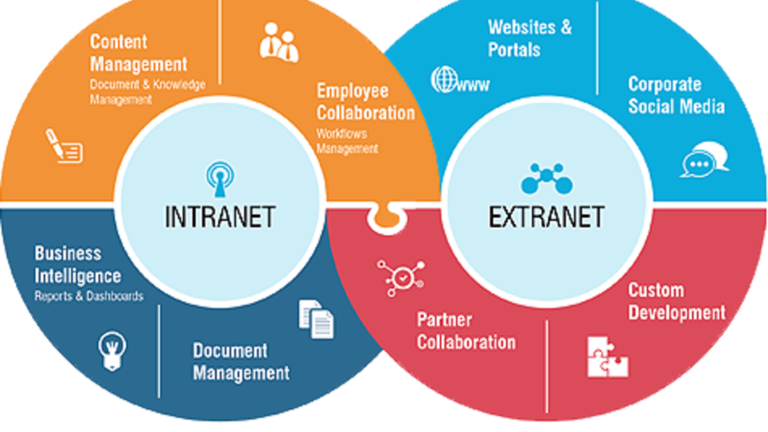 Content
Management
Document & Knowledge
Management
Employee
Collaboration
Workflows
Management
INTRANET
Business
Intelligence
Reports & Dashboards
Document
Management
Websites &
Portals
www
Corporate
Social Media
EXTRANET
Partner
Collaboration
Custom
Development